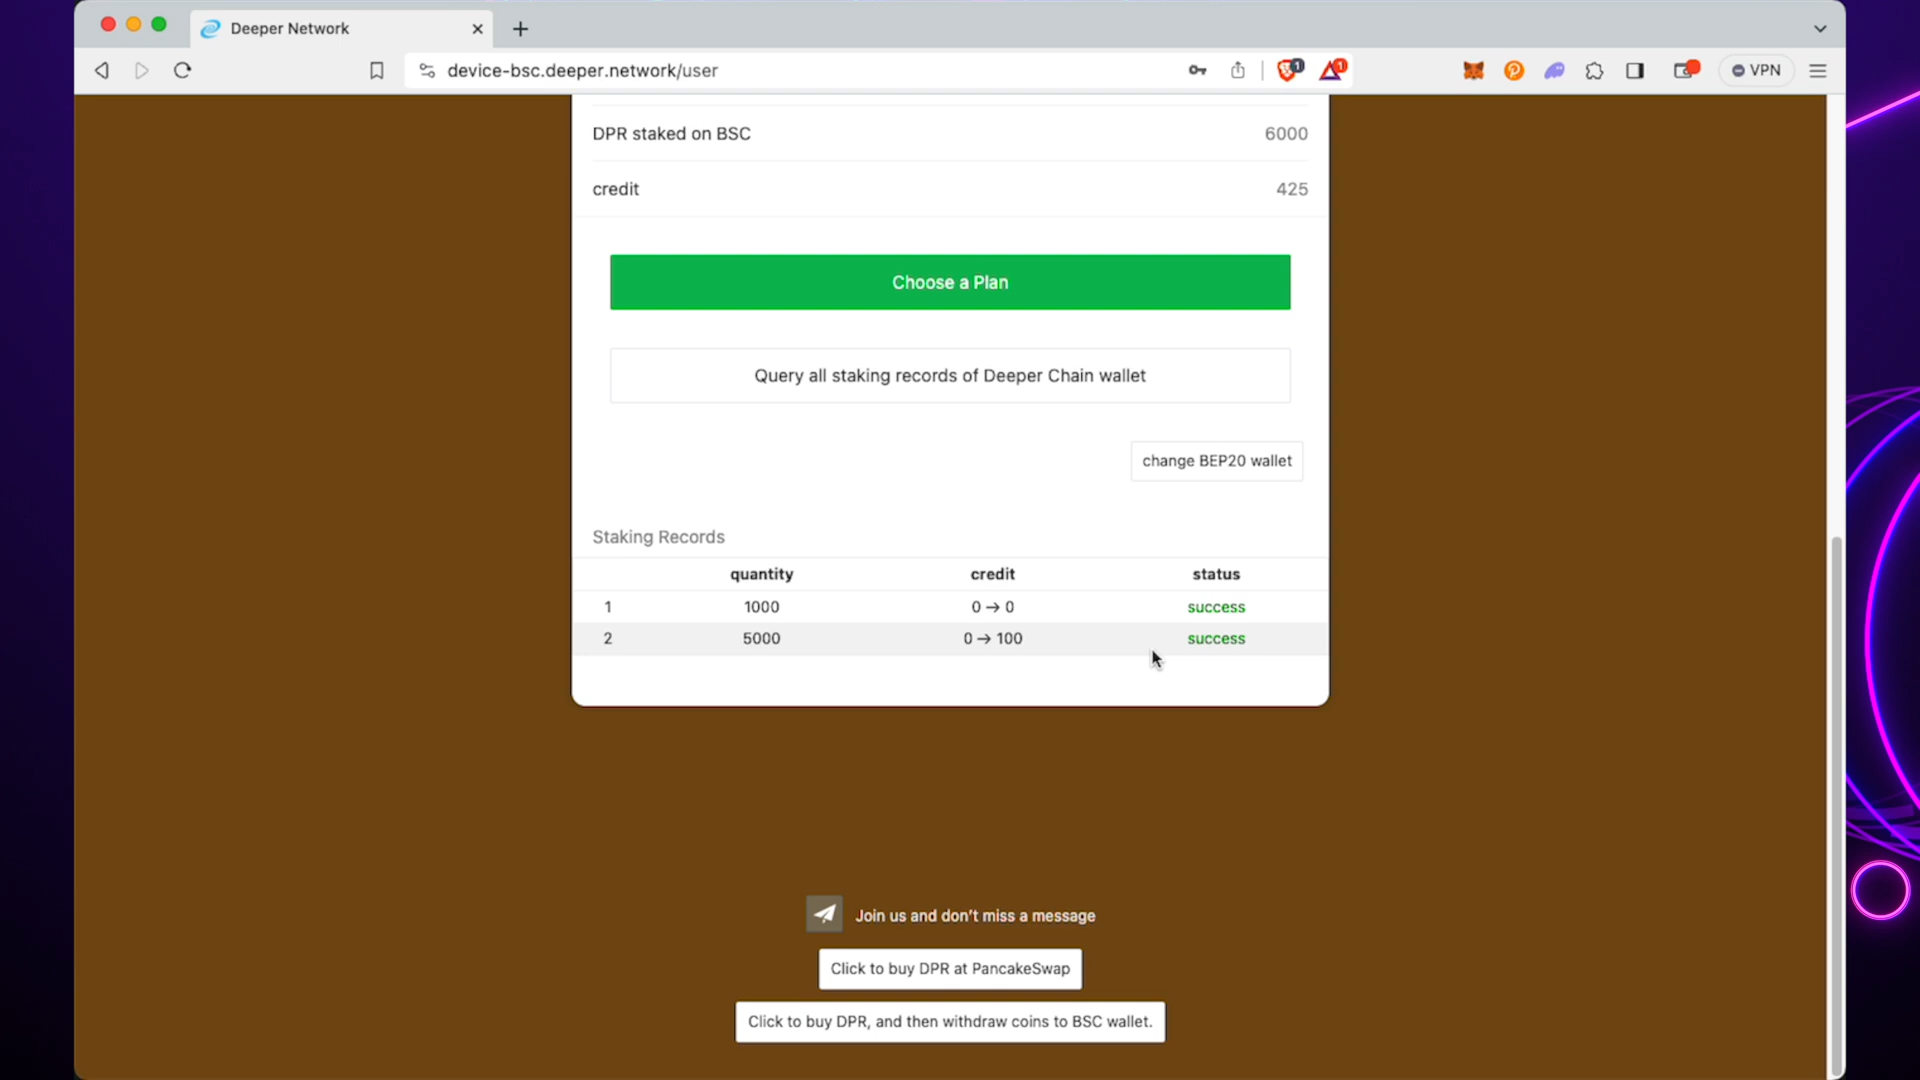 Deeper Network
device-bsc.deeper.network/user
1
1
VPN
DPR staked on BSC 6000
credit 425
Choose a Plan
Query all staking records of Deeper Chain wallet
change BEP20 wallet
Staking Records
quantity credit status
1 1000 0 → 0 success
2 5000 0 → 100 success
Join us and don't miss a message
Click to buy DPR at PancakeSwap
Click to buy DPR, and then withdraw coins to BSC wallet.